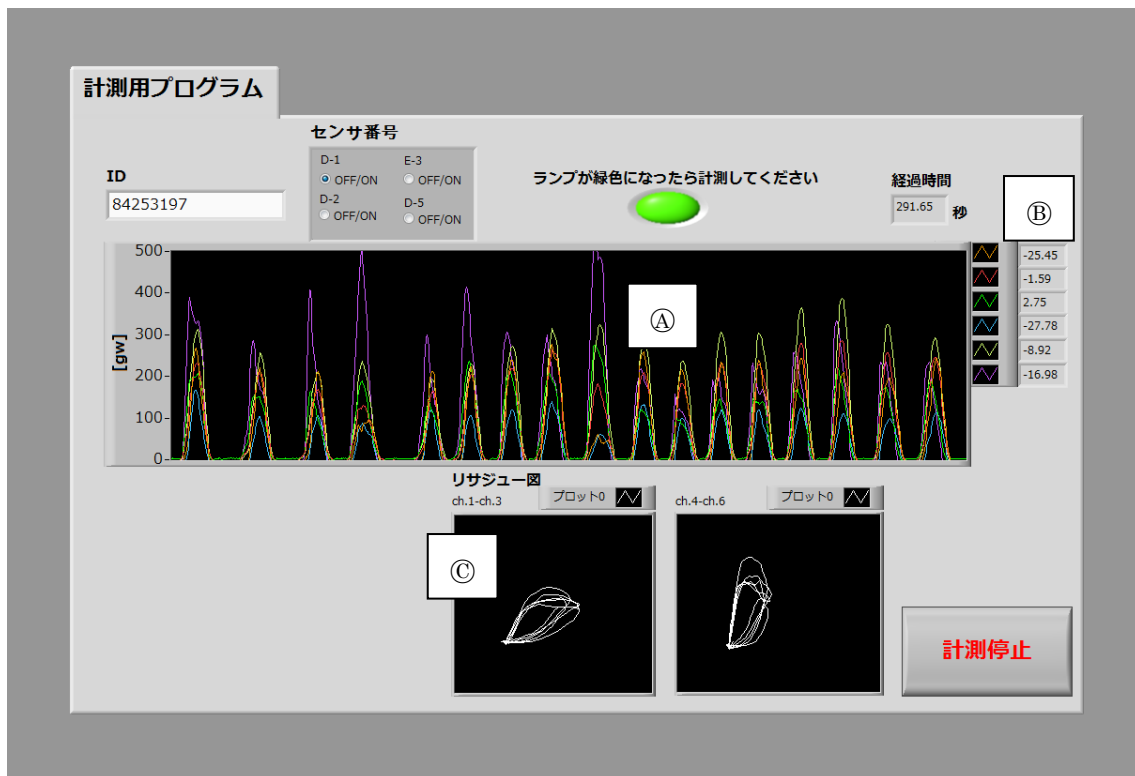 計測用プログラム
センサ番号
D-1 E-3
OFF/ON OFF/ON
D-2 D-5
OFF/ON OFF/ON
ID
84253197
ランプが緑色になったら計測してください
経過時間
291.65 秒
Ⓑ
500
400
300
200
100
0
[gw]
Ⓐ
-25.45
-1.59
2.75
-27.78
-8.92
-16.98
リサジュー図
ch.1-ch.3 プロット0
ch.4-ch.6 プロット0
Ⓒ
計測停止